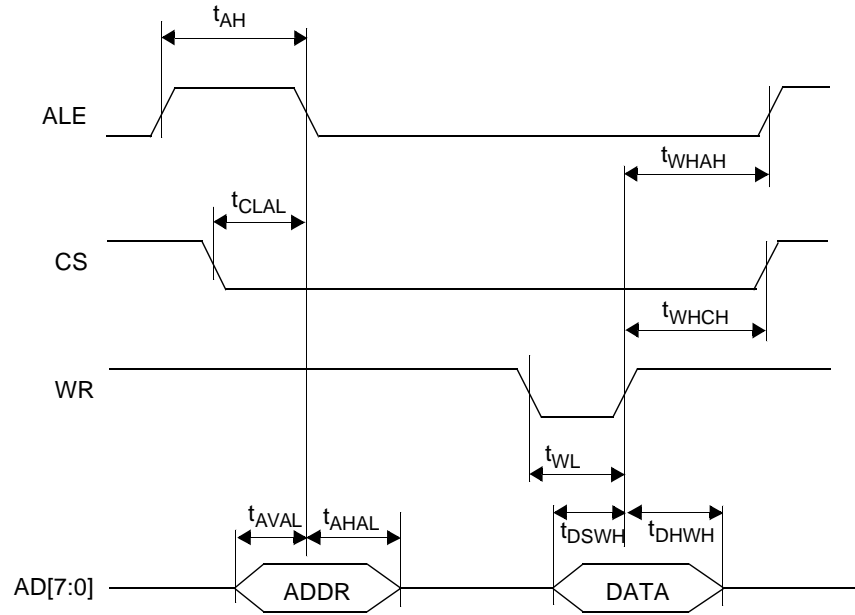 tAH
ALE
tWHAH
tCLAL
CS
tWHCH
WR
tWL
tAVAL tAHAL tDSWH tDHWH
AD[7:0] ADDR DATA